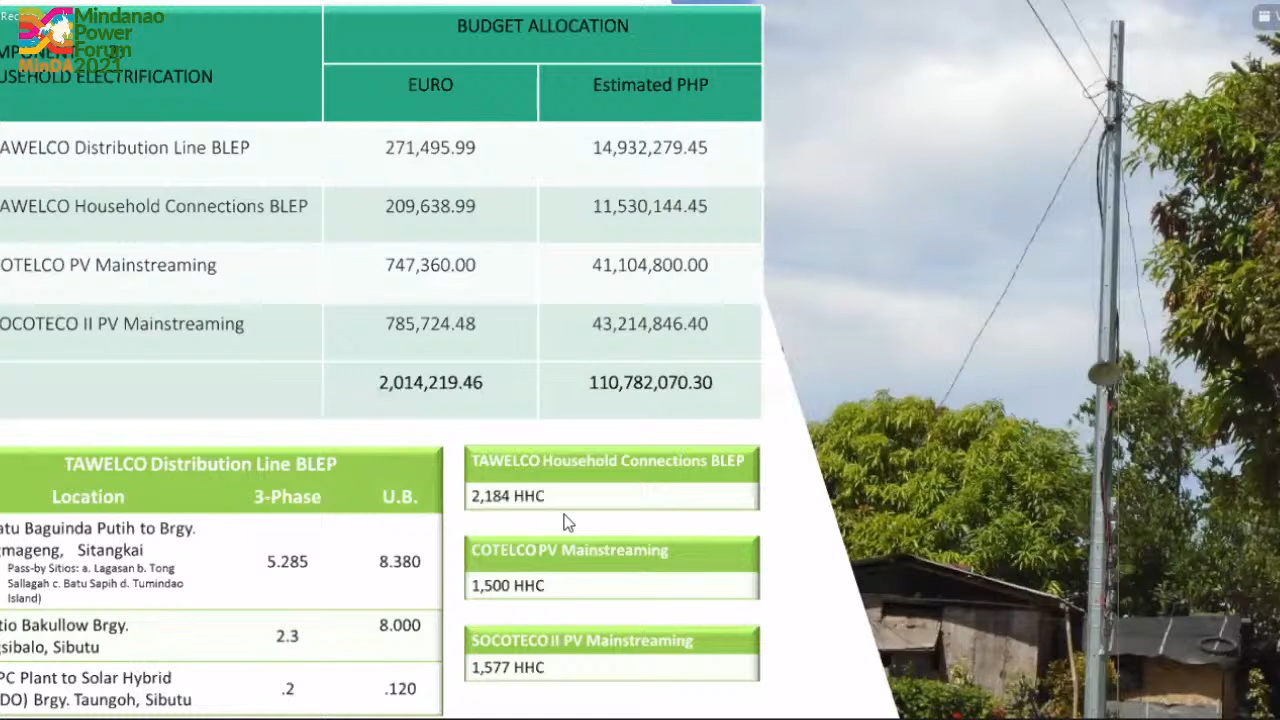 Rec
Mindanao
Power
Forum
MinDA 2021
BUDGET ALLOCATION
USEHOLD ELECTRIFICATION
EURO
Estimated PHP
AWELCO Distribution Line BLEP
271,495.99
14,932,279.45
AWELCO Household Connections BLEP
209,638.99
11,530,144.45
OTELCO PV Mainstreaming
747,360.00
41,104,800.00
OCOTECO II PV Mainstreaming
785,724.48
43,214,846.40
2,014,219.46
110,782,070.30
TAWELCO Distribution Line BLEP
Location
3-Phase
U.B.
atu Baguinda Putih to Brgy.
gmageng, Sitangkai
Pass-by Sitios: a. Lagasan b. Tong
Sallagah c. Batu Sapih d. Tumindao
Island)
5.285
8.380
tio Bakullow Brgy.
gsibalo, Sibutu
2.3
8.000
PC Plant to Solar Hybrid
DO) Brgy. Taungoh, Sibutu
.2
.120
TAWELCO Household Connections BLEP
2,184 HHC
COTELCO PV Mainstreaming
1,500 HHC
SOCOTECO II PV Mainstreaming
1,577 HHC